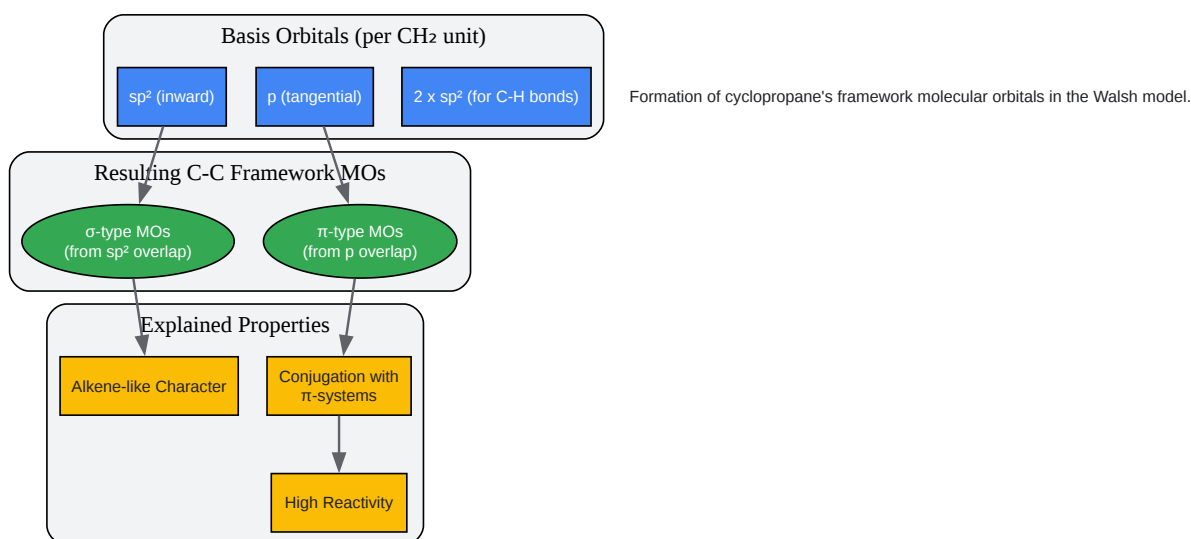 Basis Orbitals (per CH₂ unit)
sp² (inward)
p (tangential)
2 x sp² (for C-H bonds)
Formation of cyclopropane's framework molecular orbitals in the Walsh model.
Resulting C-C Framework MOs
σ-type MOs
(from sp² overlap)
π-type MOs
(from p overlap)
Explained Properties
Alkene-like Character
Conjugation with
π-systems
High Reactivity